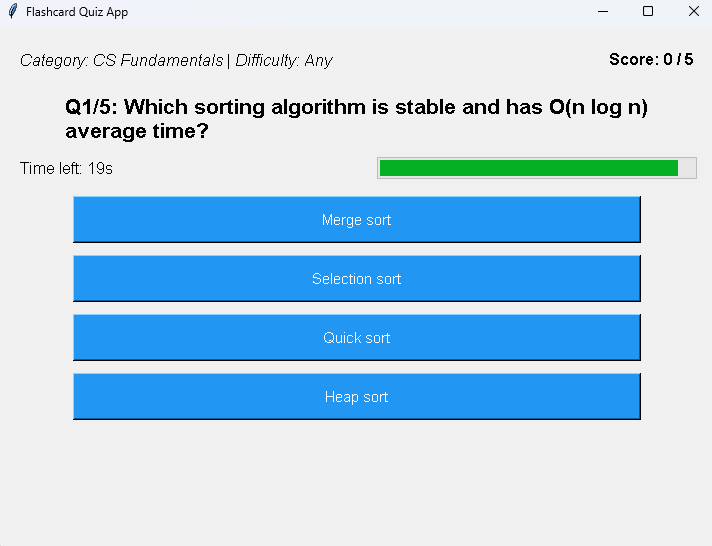 Flashcard Quiz App
Category: CS Fundamentals | Difficulty: Any
Score: 0 / 5
Q1/5: Which sorting algorithm is stable and has O(n log n)
average time?
Time left: 19s
Merge sort
Selection sort
Quick sort
Heap sort